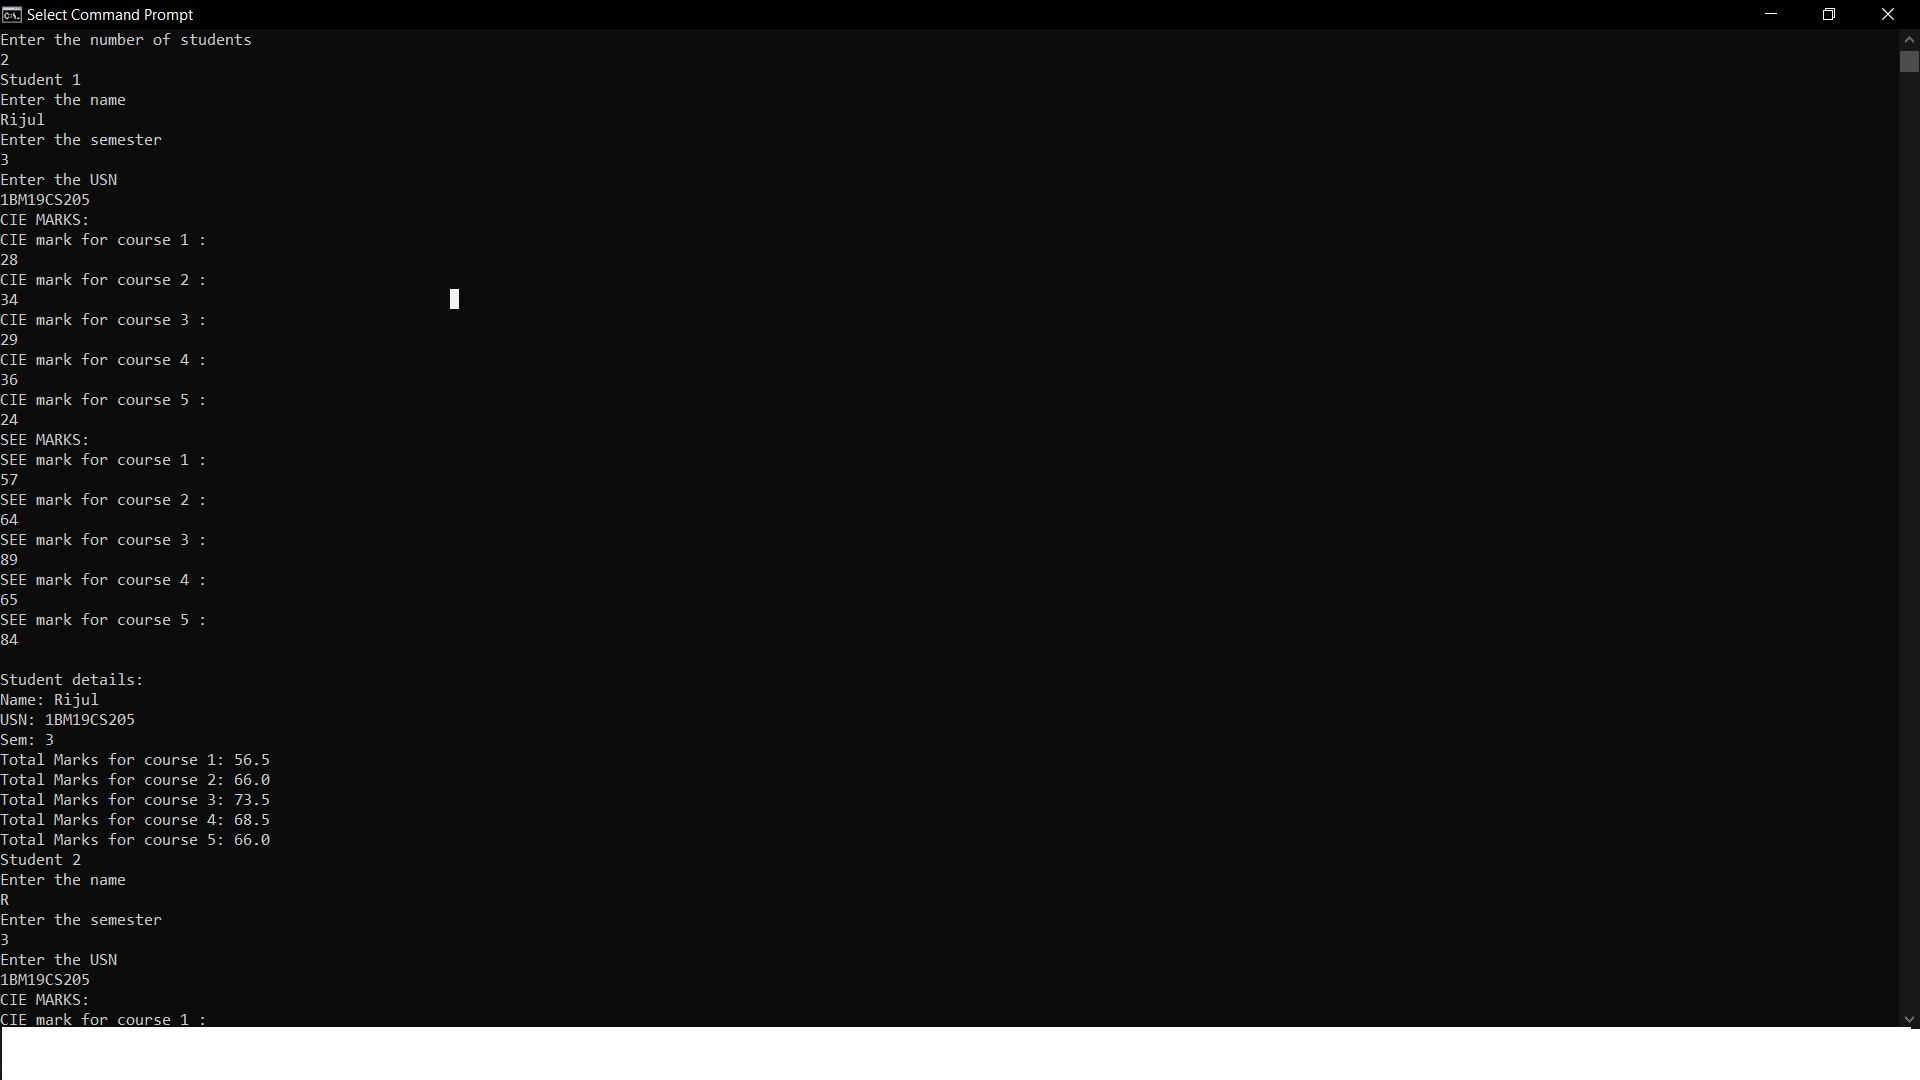 Select Command Prompt
Enter the number of students
2
Student 1
Enter the name
Rijul
Enter the semester
3
Enter the USN
1BM19CS205
CIE MARKS:
CIE mark for course 1 :
28
CIE mark for course 2 :
34
CIE mark for course 3 :
29
CIE mark for course 4 :
36
CIE mark for course 5 :
24
SEE MARKS:
SEE mark for course 1 :
57
SEE mark for course 2 :
64
SEE mark for course 3 :
89
SEE mark for course 4 :
65
SEE mark for course 5 :
84
Student details:
Name: Rijul
USN: 1BM19CS205
Sem: 3
Total Marks for course 1: 56.5
Total Marks for course 2: 66.0
Total Marks for course 3: 73.5
Total Marks for course 4: 68.5
Total Marks for course 5: 66.0
Student 2
Enter the name
R
Enter the semester
3
Enter the USN
1BM19CS205
CIE MARKS:
CIE mark for course 1 :